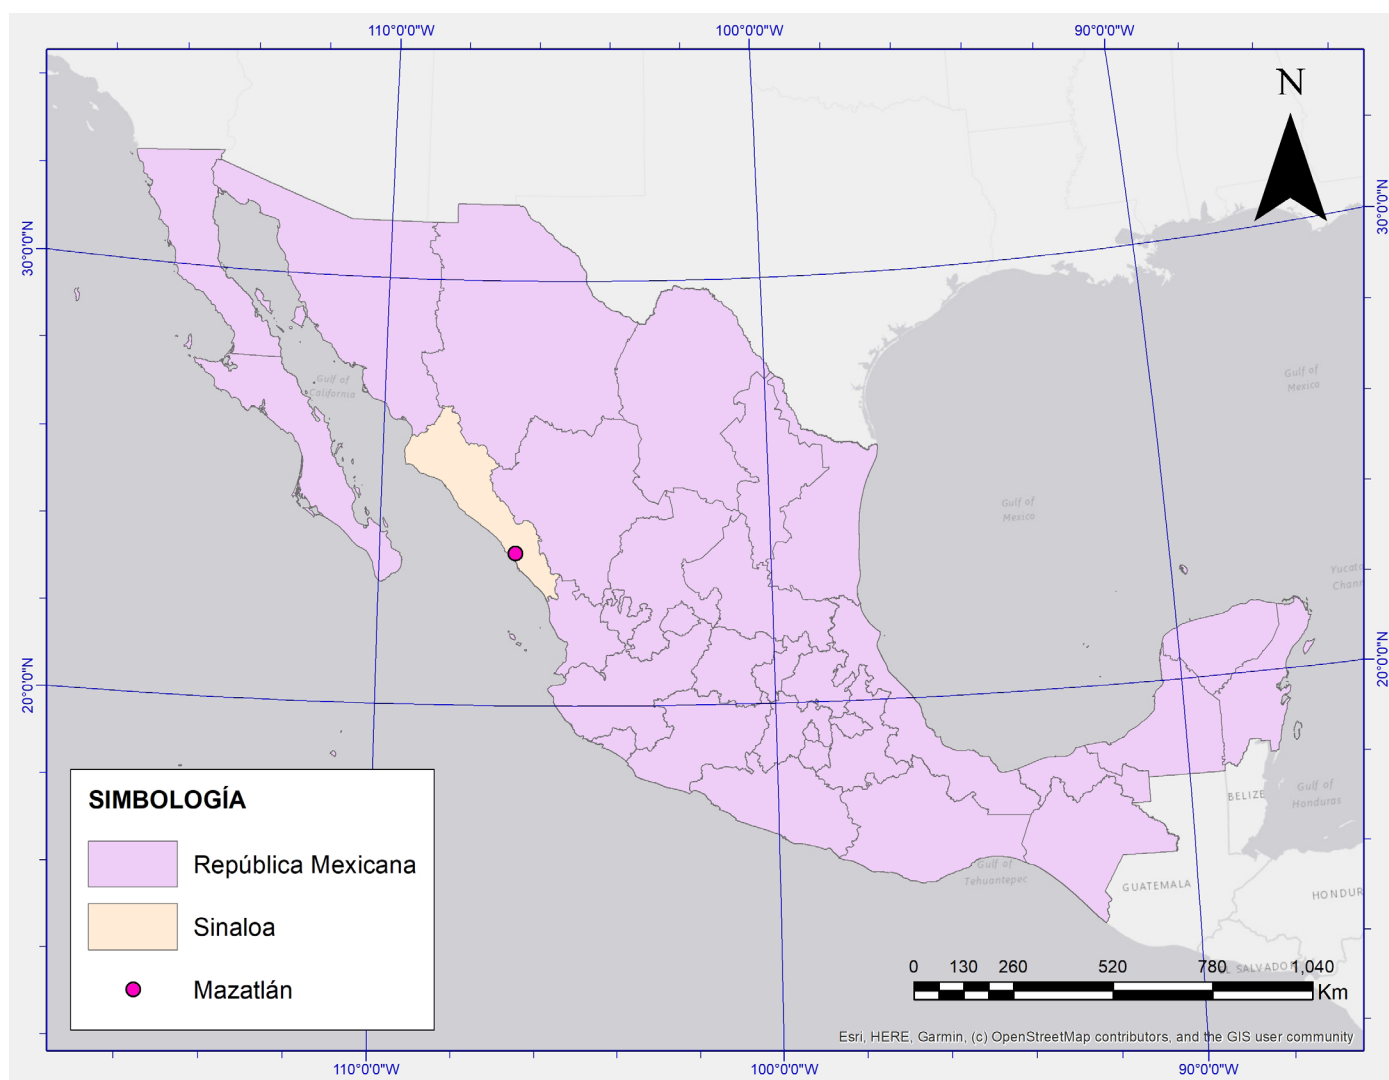 110°0'0"W 100°0'0"W 90°0'0"W
N
30°0'0"N
30°0'0"N
Gulf of
California
Gulf of
Mexico
Gulf of
Mexico
20°0'0"N
20°0'0"N
SIMBOLOGÍA
República Mexicana
Sinaloa
Mazatlán
BELIZE
Gulf of
Honduras
Gulf of
Tehuantepec
GUATEMALA
HONDUR
SALVADOR
0 130 260 520 780 1,040
Km
Esri, HERE, Garmin, (c) OpenStreetMap contributors, and the GIS user community
110°0'0"W 100°0'0"W 90°0'0"W